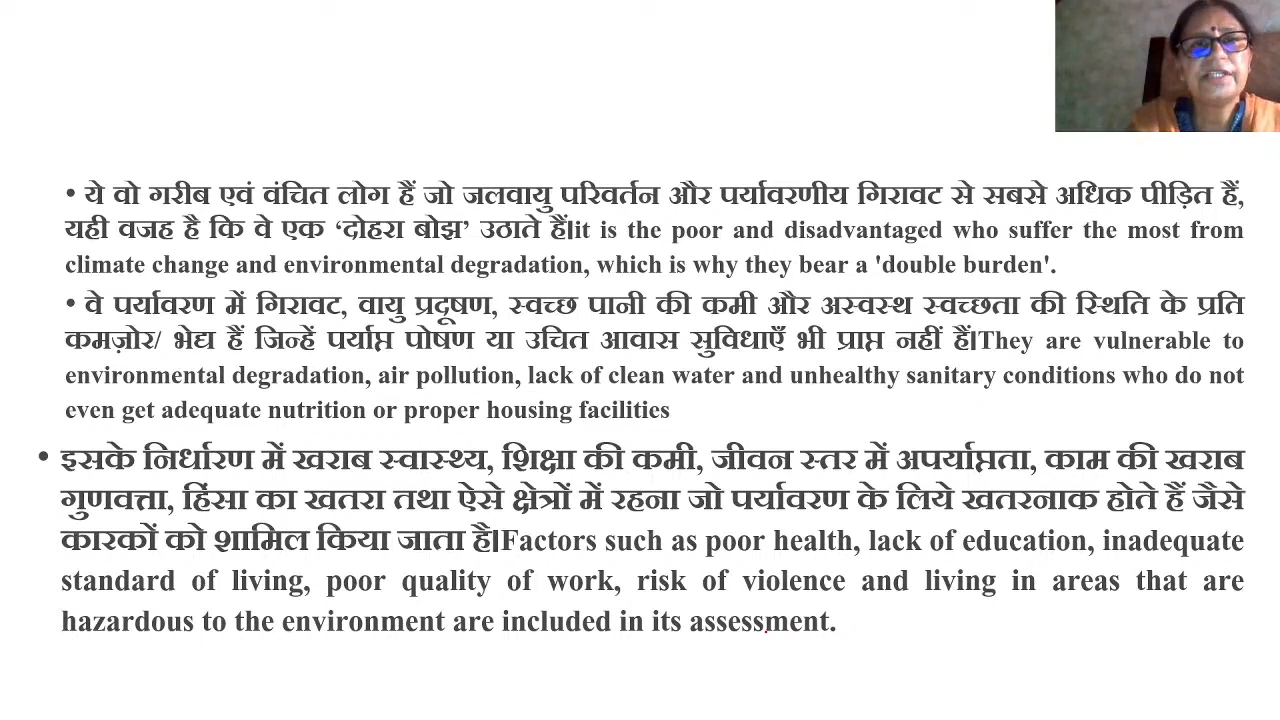 • ये वो गरीब एवं वंचित लोग हैं जो जलवायु परिवर्तन और पर्यावरणीय गिरावट से सबसे अधिक पीड़ित हैं,
यही वजह है कि वे एक ‘दोहरा बोझ’ उठाते हैं।it is the poor and disadvantaged who suffer the most from
climate change and environmental degradation, which is why they bear a 'double burden'.
• वे पर्यावरण में गिरावट, वायु प्रदूषण, स्वच्छ पानी की कमी और अस्वस्थ स्वच्छता की स्थिति के प्रति
कमज़ोर/ भेद्य हैं जिन्हें पर्याप्त पोषण या उचित आवास सुविधाएँ भी प्राप्त नहीं हैं।They are vulnerable to
environmental degradation, air pollution, lack of clean water and unhealthy sanitary conditions who do not
even get adequate nutrition or proper housing facilities
• इसके निर्धारण में खराब स्वास्थ्य, शिक्षा की कमी, जीवन स्तर में अपर्याप्तता, काम की खराब
गुणवत्ता, हिंसा का खतरा तथा ऐसे क्षेत्रों में रहना जो पर्यावरण के लिये खतरनाक होते हैं जैसे
कारकों को शामिल किया जाता है।Factors such as poor health, lack of education, inadequate
standard of living, poor quality of work, risk of violence and living in areas that are
hazardous to the environment are included in its assessment.